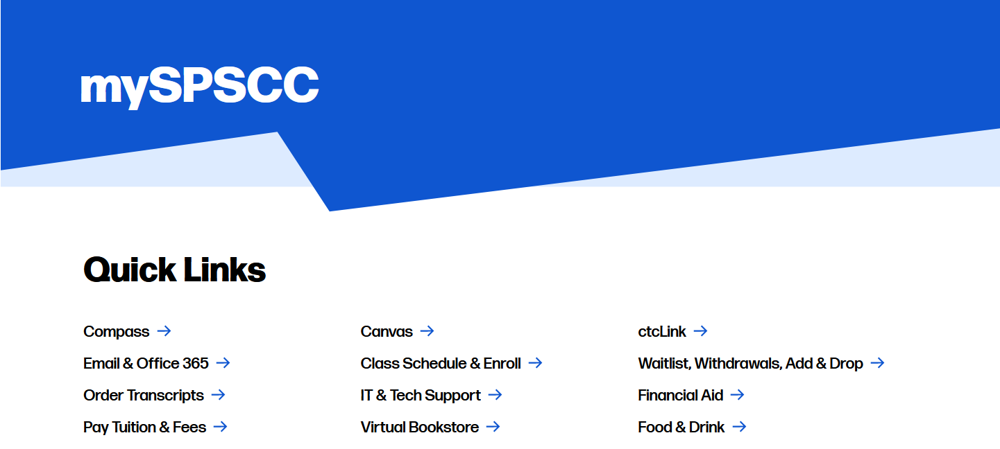 mySPSCC
Quick Links
Compass →
Canvas →
ctcLink →
Email & Office 365 →
Class Schedule & Enroll →
Waitlist, Withdrawals, Add & Drop →
Order Transcripts →
IT & Tech Support →
Financial Aid →
Pay Tuition & Fees →
Virtual Bookstore →
Food & Drink →